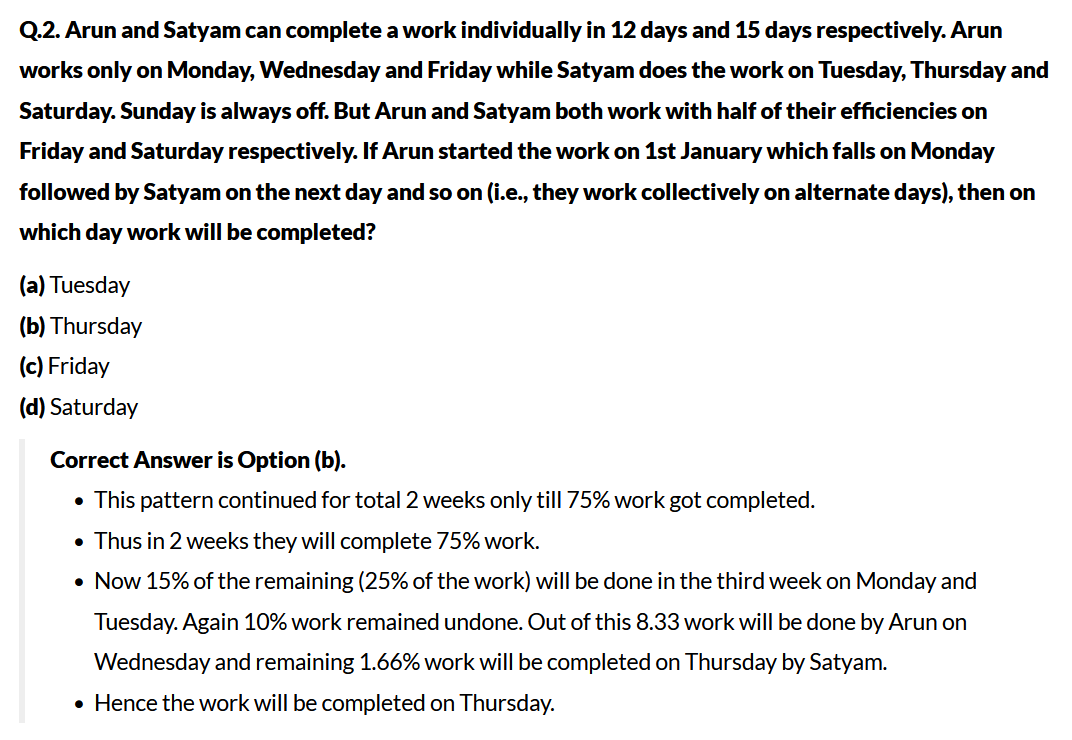 Q.2. Arun and Satyam can complete a work individually in 12 days and 15 days respectively. Arun
works only on Monday, Wednesday and Friday while Satyam does the work on Tuesday, Thursday and
Saturday. Sunday is always off. But Arun and Satyam both work with half of their efficiencies on
Friday and Saturday respectively. If Arun started the work on 1st January which falls on Monday
followed by Satyam on the next day and so on (i.e., they work collectively on alternate days), then on
which day work will be completed?
(a) Tuesday
(b) Thursday
(c) Friday
(d) Saturday
Correct Answer is Option (b).
• This pattern continued for total 2 weeks only till 75% work got completed.
• Thus in 2 weeks they will complete 75% work.
• Now 15% of the remaining (25% of the work) will be done in the third week on Monday and
Tuesday. Again 10% work remained undone. Out of this 8.33 work will be done by Arun on
Wednesday and remaining 1.66% work will be completed on Thursday by Satyam.
• Hence the work will be completed on Thursday.